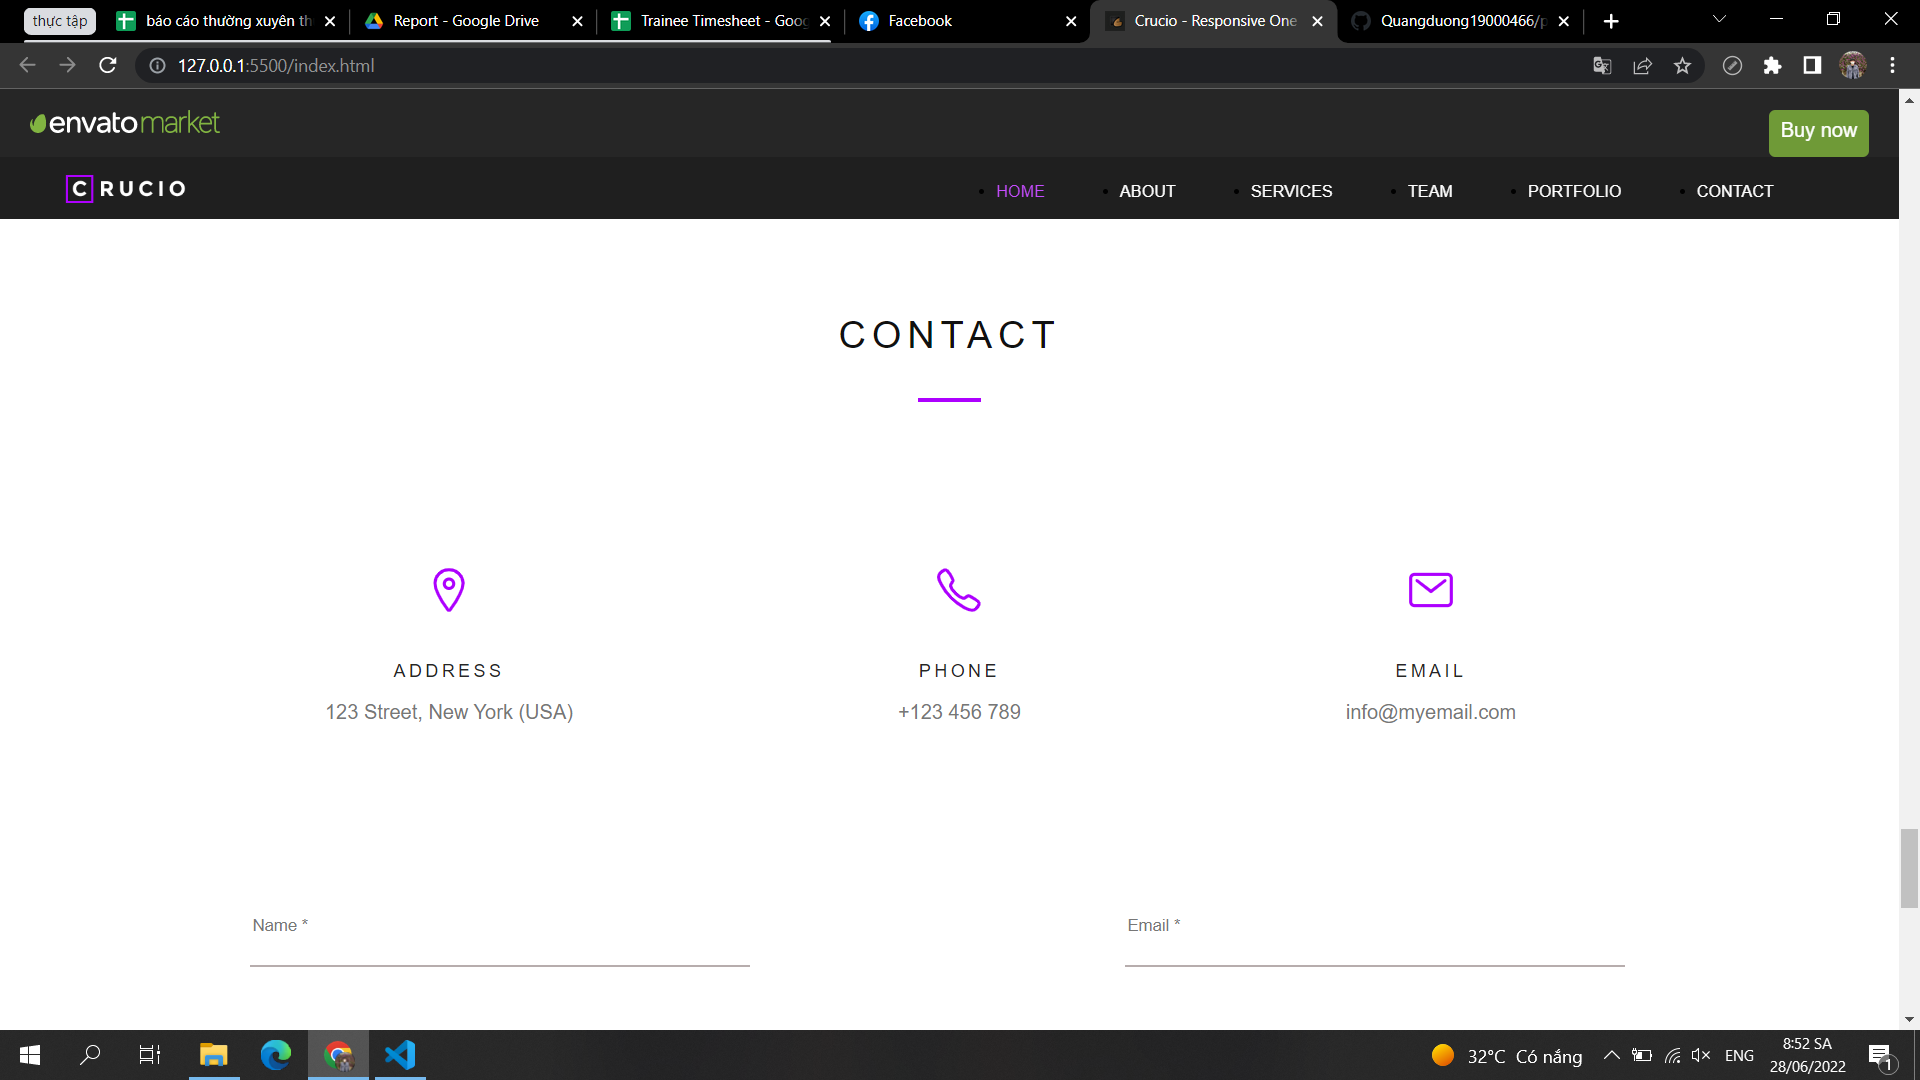 thực tập
báo cáo thường xuyên th
Report - Google Drive
Trainee Timesheet - Goog
Facebook
Crucio - Responsive One
Quangduong19000466/p
127.0.0.1:5500/index.html
envato market
Buy now
CRUCIO
HOME
ABOUT
SERVICES
TEAM
PORTFOLIO
CONTACT
CONTACT
ADDRESS
PHONE
EMAIL
123 Street, New York (USA)
+123 456 789
info@myemail.com
Name *
Email *
32°C Có nắng
ENG
8:52 SA
28/06/2022
1